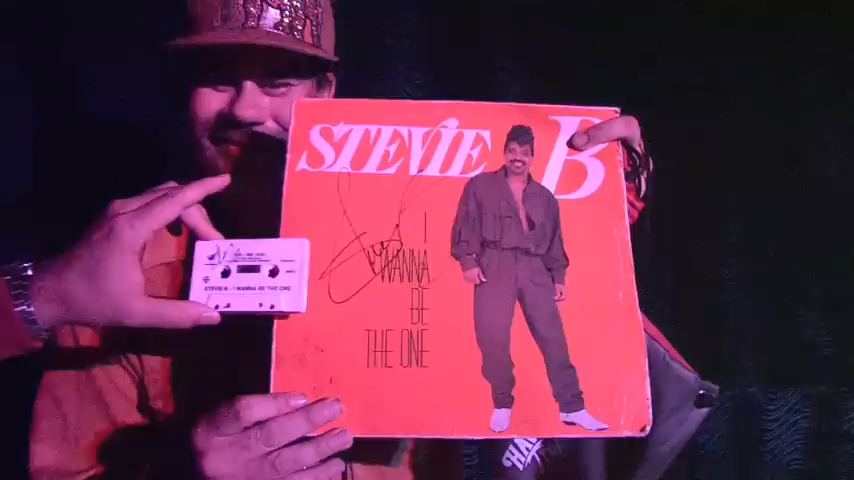 STEVIE B
I
WANNA
BE
THE ONE
STEVIE B - I WANNA BE THE ONE